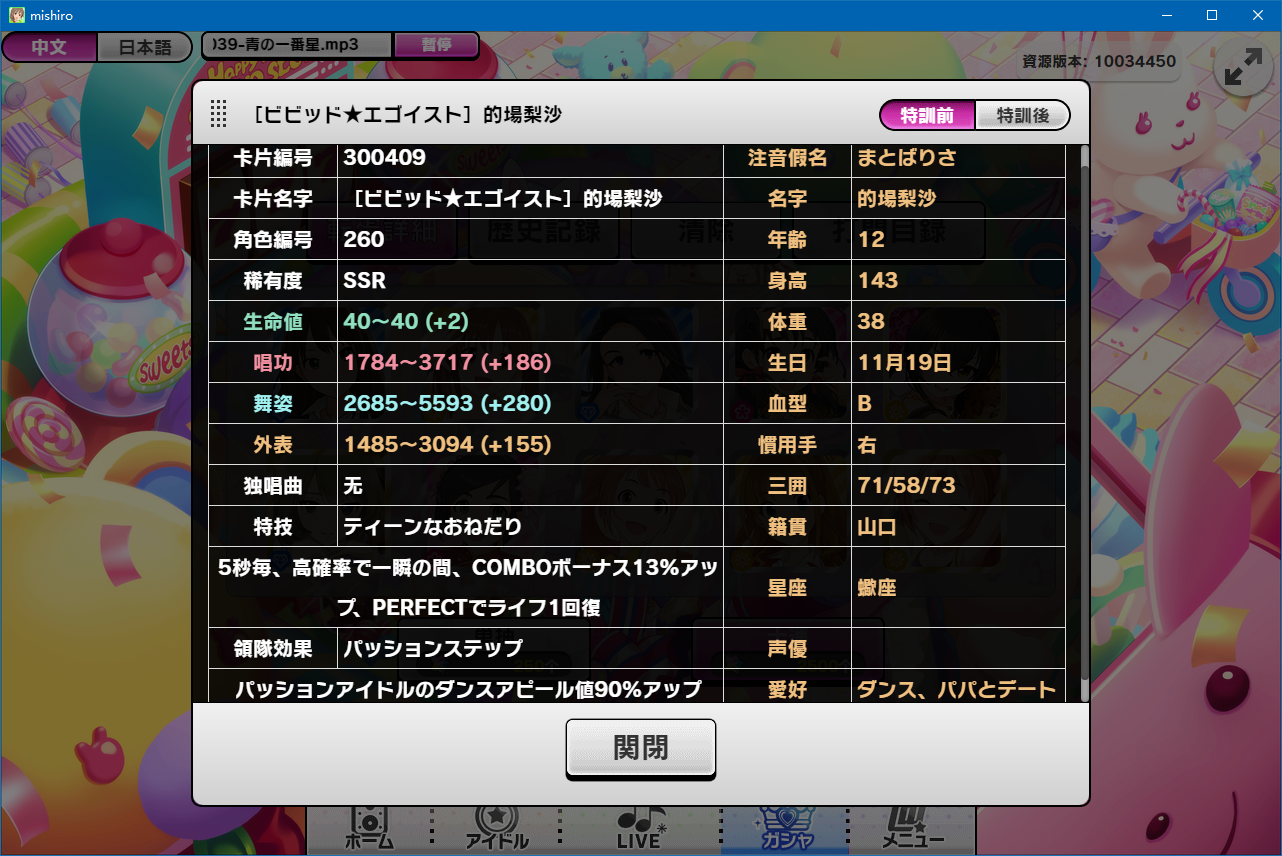 mishiro
中文 日本語 039-青の一番星.mp3 暫停
資源版本: 10034450
［ビビッド★エゴイスト］的場梨沙 特訓前 特訓後
卡片編号 300409 注音假名 まとばりさ
卡片名字 ［ビビッド★エゴイスト］的場梨沙 名字 的場梨沙
角色編号 260 年齢 12
稀有度 SSR 身高 143
生命値 40～40 (+2) 体重 38
唱功 1784～3717 (+186) 生日 11月19日
舞姿 2685～5593 (+280) 血型 B
外表 1485～3094 (+155) 慣用手 右
独唱曲 无 三囲 71/58/73
特技 ティーンなおねだり 籍貫 山口
5秒毎、高確率で一瞬の間、COMBOボーナス13%アッ
プ、PERFECTでライフ1回復
星座 蠍座
領隊効果 パッションステップ 声優
パッションアイドルのダンスアピール値90%アップ 愛好 ダンス、パパとデート
歴史記録 清除
関閉
ホーム アイドル LIVE ガシャ メニュー
Sweets